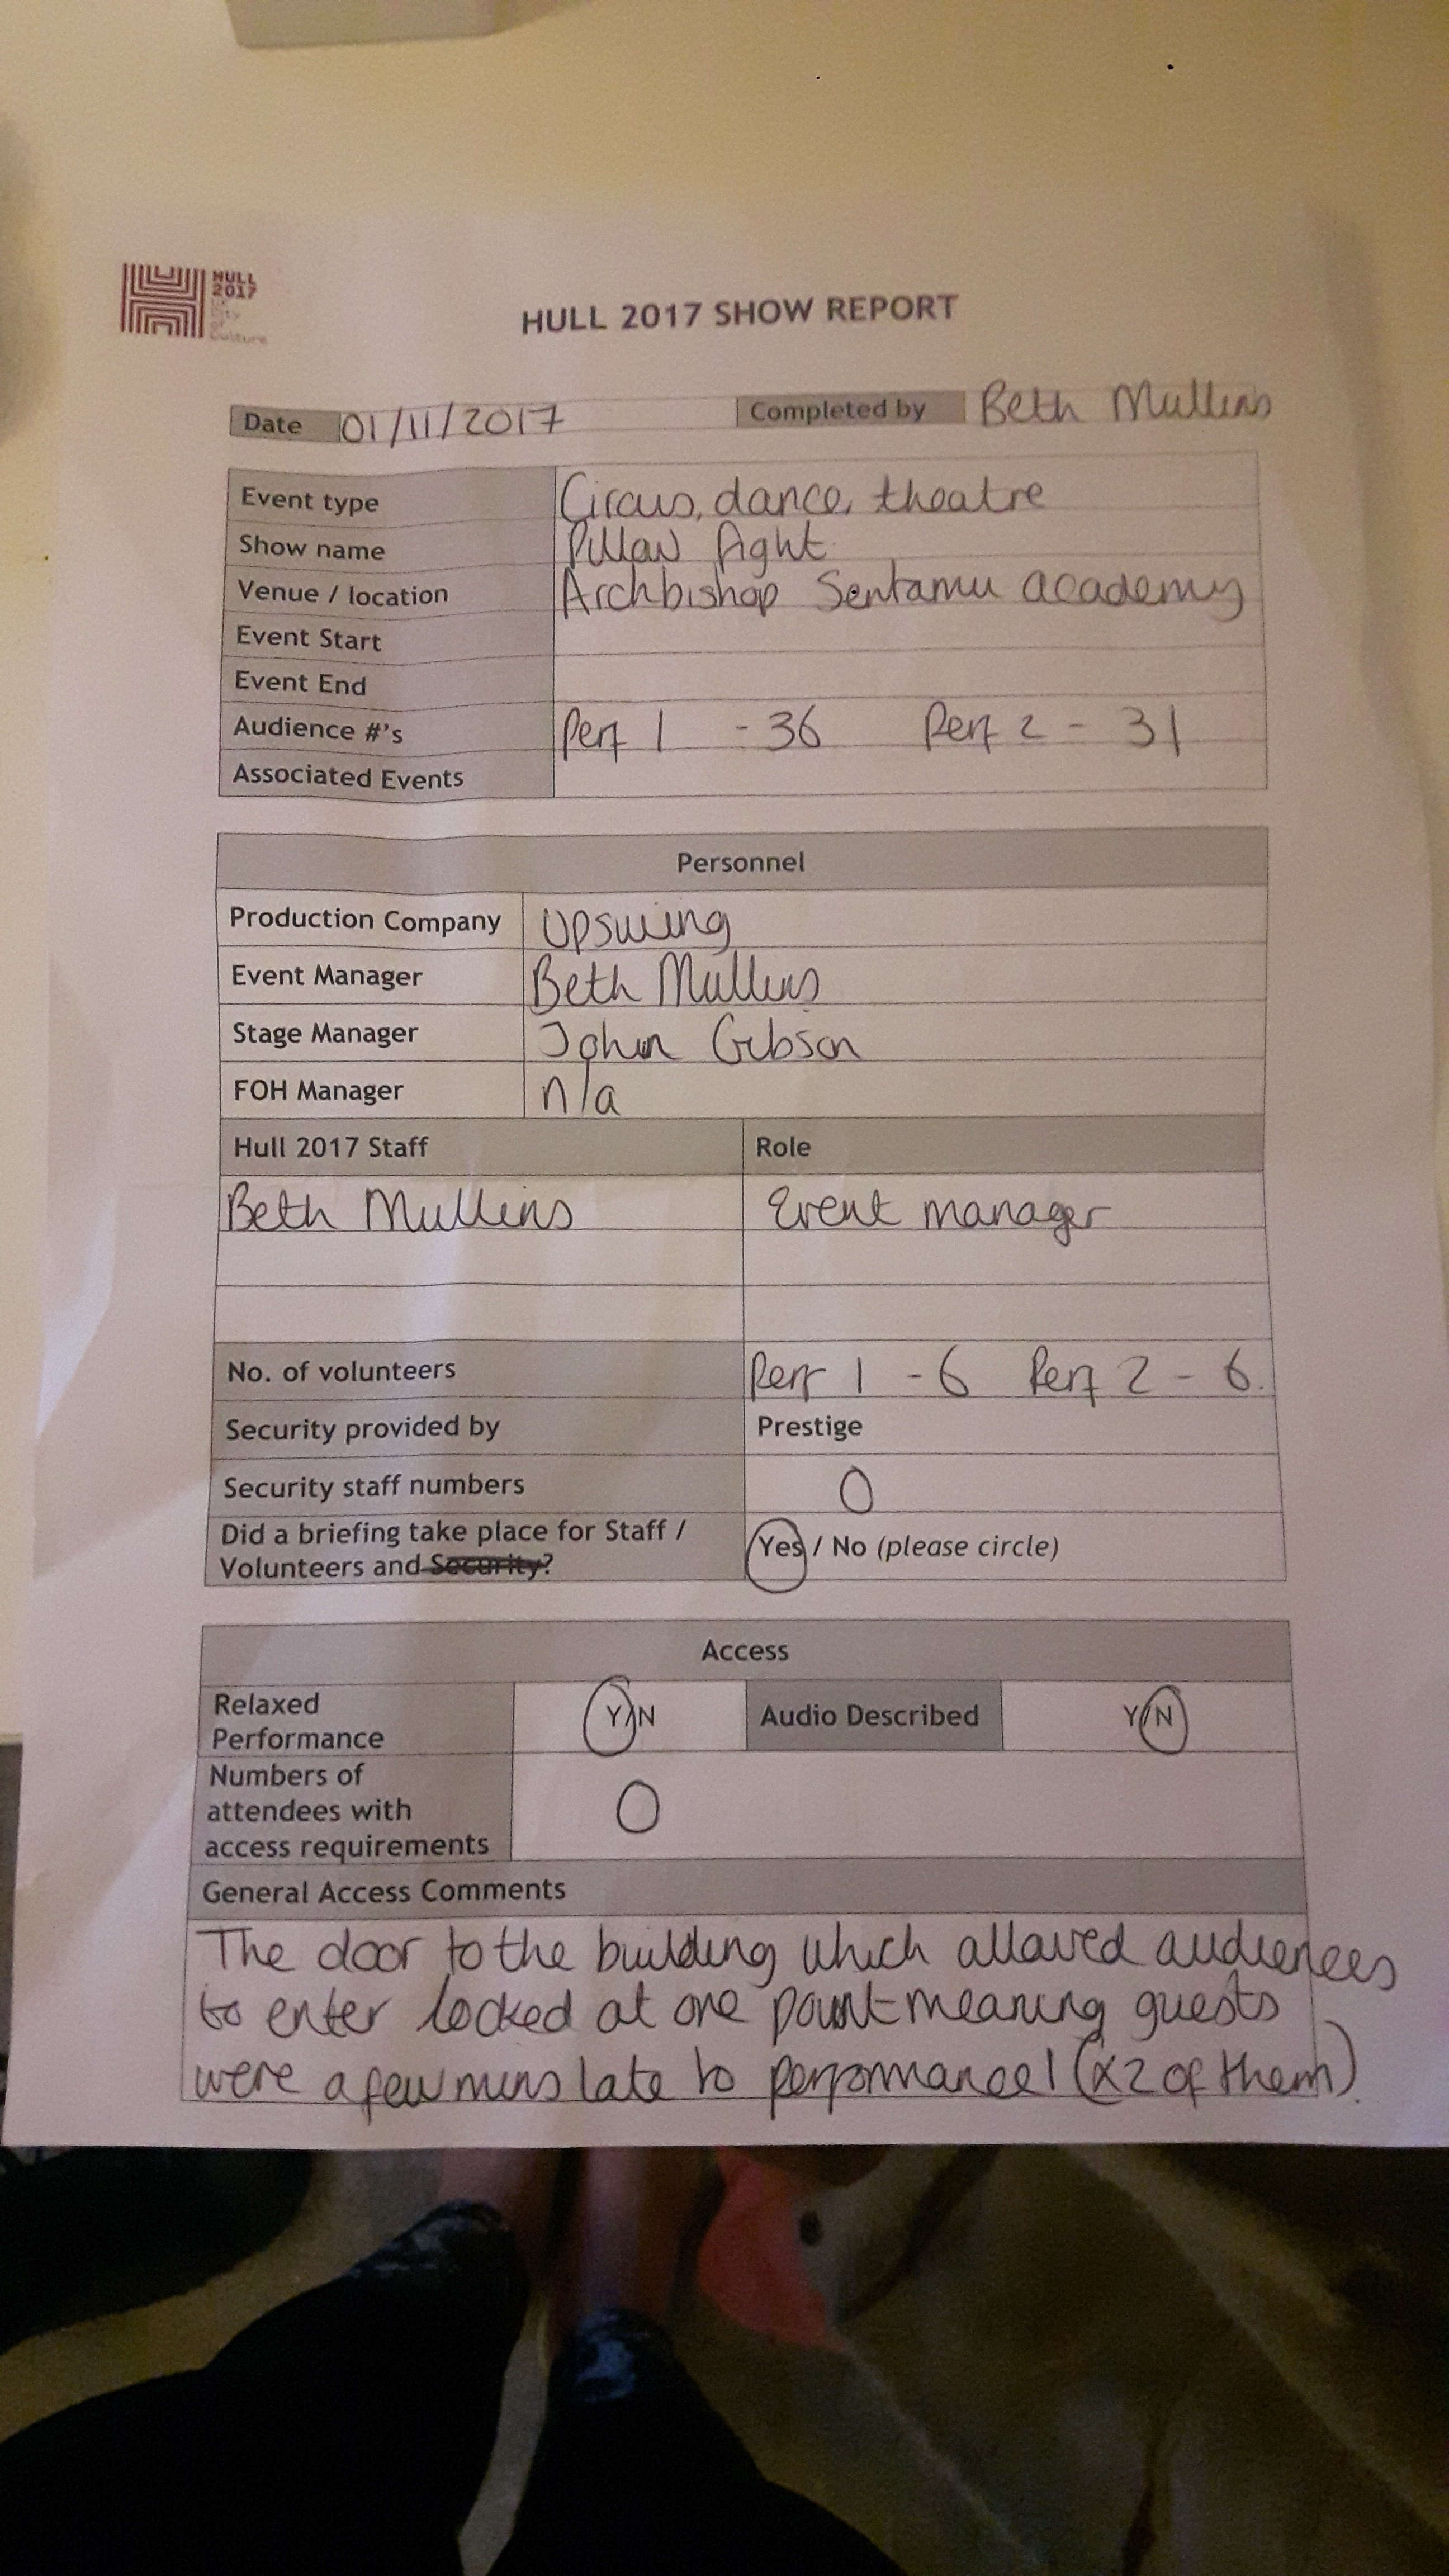 HULL
2017
UK
City
of
Culture
HULL 2017 SHOW REPORT
Date 01/11/2017 Completed by Beth Mullins
Event type Circus, dance, theatre
Show name Pillow fight
Venue / location Archbishop Sentamu academy
Event Start
Event End
Audience #'s Perf 1 - 36 Perf 2 - 31
Associated Events
Personnel
Production Company Upswing
Event Manager Beth Mullins
Stage Manager John Gibson
FOH Manager n/a
Hull 2017 Staff Role
Beth Mullins Event manager
No. of volunteers Perf 1 - 6 Perf 2 - 6.
Security provided by Prestige
Security staff numbers 0
Did a briefing take place for Staff /
Volunteers and Security? Yes / No (please circle)
Access
Relaxed
Performance Y/N Audio Described Y/N
Numbers of
attendees with
access requirements 0
General Access Comments
The door to the building which allowed audiences
to enter locked at one point meaning guests
were a few mins late to performance 1 (x2 of them).